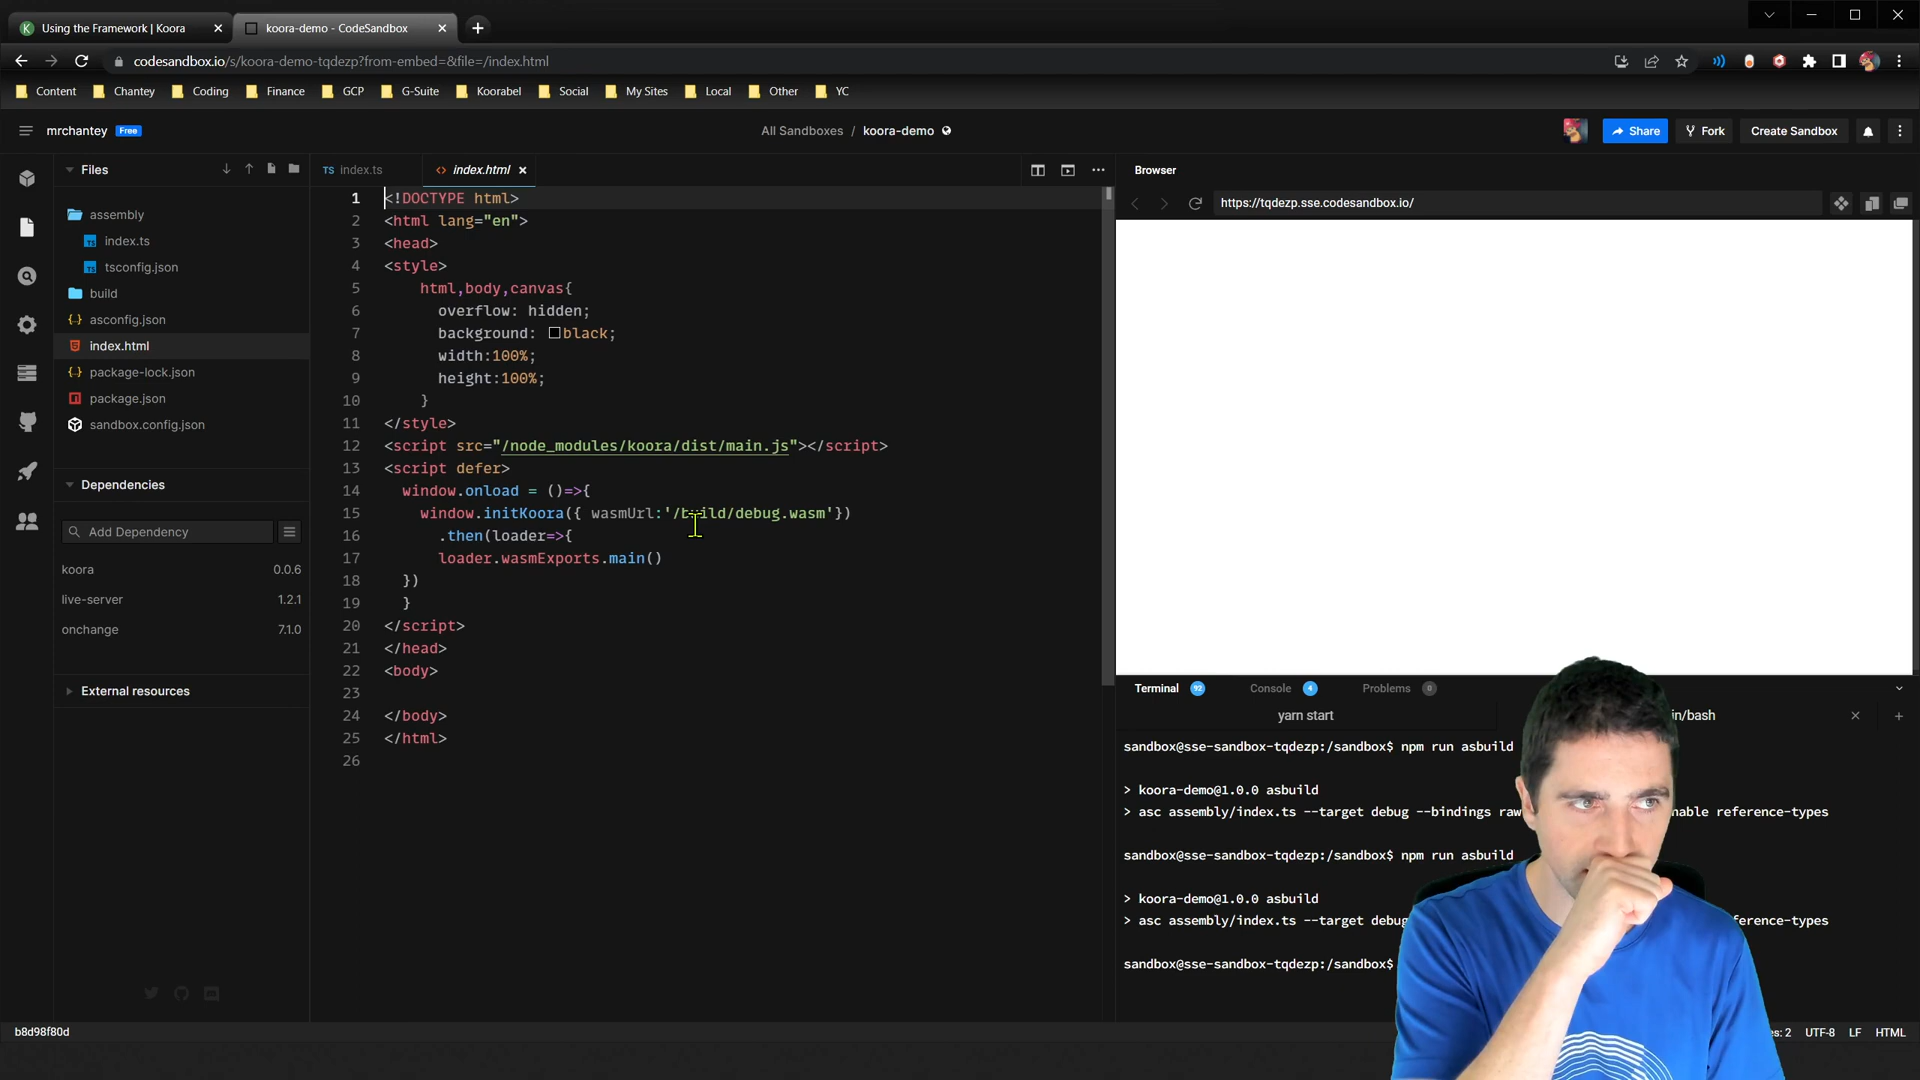 Using the Framework | Koora
koora-demo - CodeSandbox
codesandbox.io/s/koora-demo-tqdezp?from-embed=&file=/index.html
Content
Chantey
Coding
Finance
GCP
G-Suite
Koorabel
Social
My Sites
Local
Other
YC
mrchantey
Free
All Sandboxes / koora-demo
Share
Fork
Create Sandbox
Files
TS index.ts
<> index.html
Browser
https://tqdezp.sse.codesandbox.io/
assembly
index.ts
tsconfig.json
build
asconfig.json
index.html
package-lock.json
package.json
sandbox.config.json
Dependencies
Add Dependency
koora 0.0.6
live-server 1.2.1
onchange 7.1.0
External resources
1 <!DOCTYPE html>
2 <html lang="en">
3 <head>
4 <style>
5 html,body,canvas{
6 overflow: hidden;
7 background: black;
8 width:100%;
9 height:100%;
10 }
11 </style>
12 <script src="/node_modules/koora/dist/main.js"></script>
13 <script defer>
14 window.onload = ()=>{
15 window.initKoora({ wasmUrl:'/build/debug.wasm'})
16 .then(loader=>{
17 loader.wasmExports.main()
18 })
19 }
20 </script>
21 </head>
22 <body>
23
24 </body>
25 </html>
26
Terminal 92
Console 4
Problems 0
yarn start
in/bash
sandbox@sse-sandbox-tqdezp:/sandbox$ npm run asbuild
> koora-demo@1.0.0 asbuild
> asc assembly/index.ts --target debug --bindings raw nable reference-types
sandbox@sse-sandbox-tqdezp:/sandbox$ npm run asbuild
> koora-demo@1.0.0 asbuild
> asc assembly/index.ts --target debug ference-types
sandbox@sse-sandbox-tqdezp:/sandbox$
b8d98f80d
es: 2
UTF-8
LF
HTML